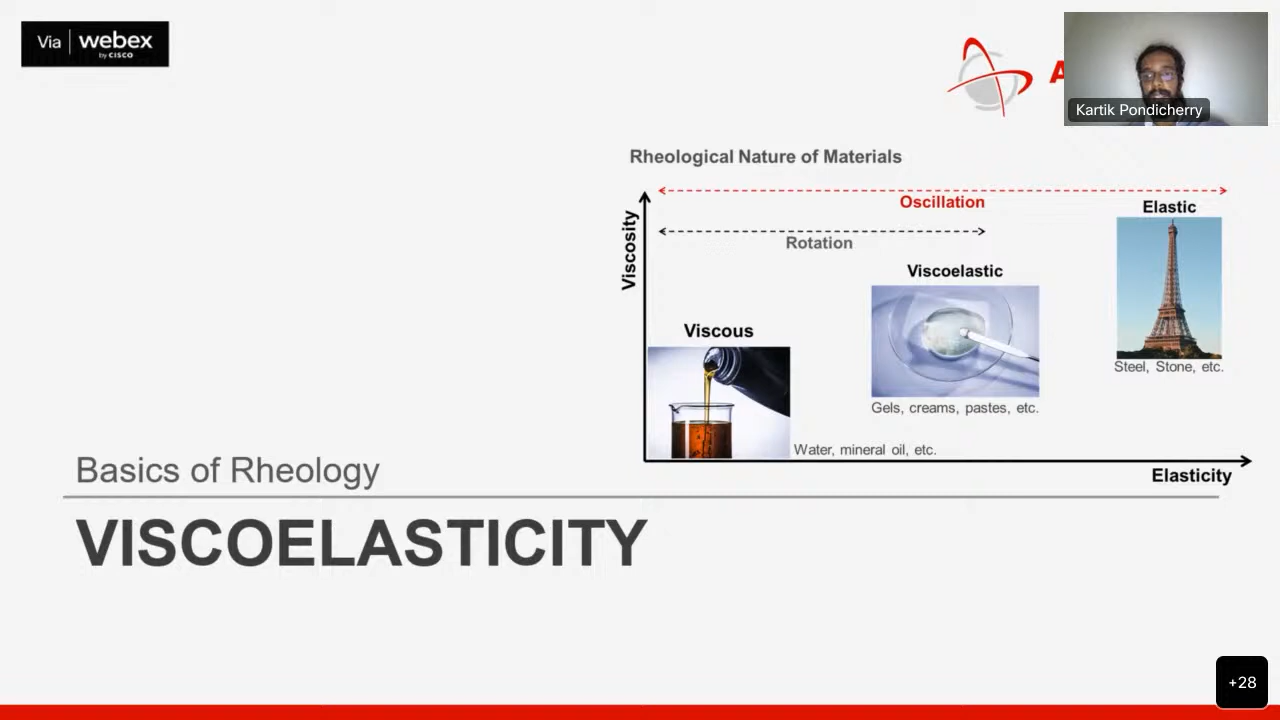 Via | webex
by CISCO
A
Kartik Pondicherry
Rheological Nature of Materials
Oscillation
Elastic
Rotation
Viscosity
Viscoelastic
Viscous
Steel, Stone, etc.
Gels, creams, pastes, etc.
Water, mineral oil, etc.
Elasticity
Basics of Rheology
VISCOELASTICITY
+28